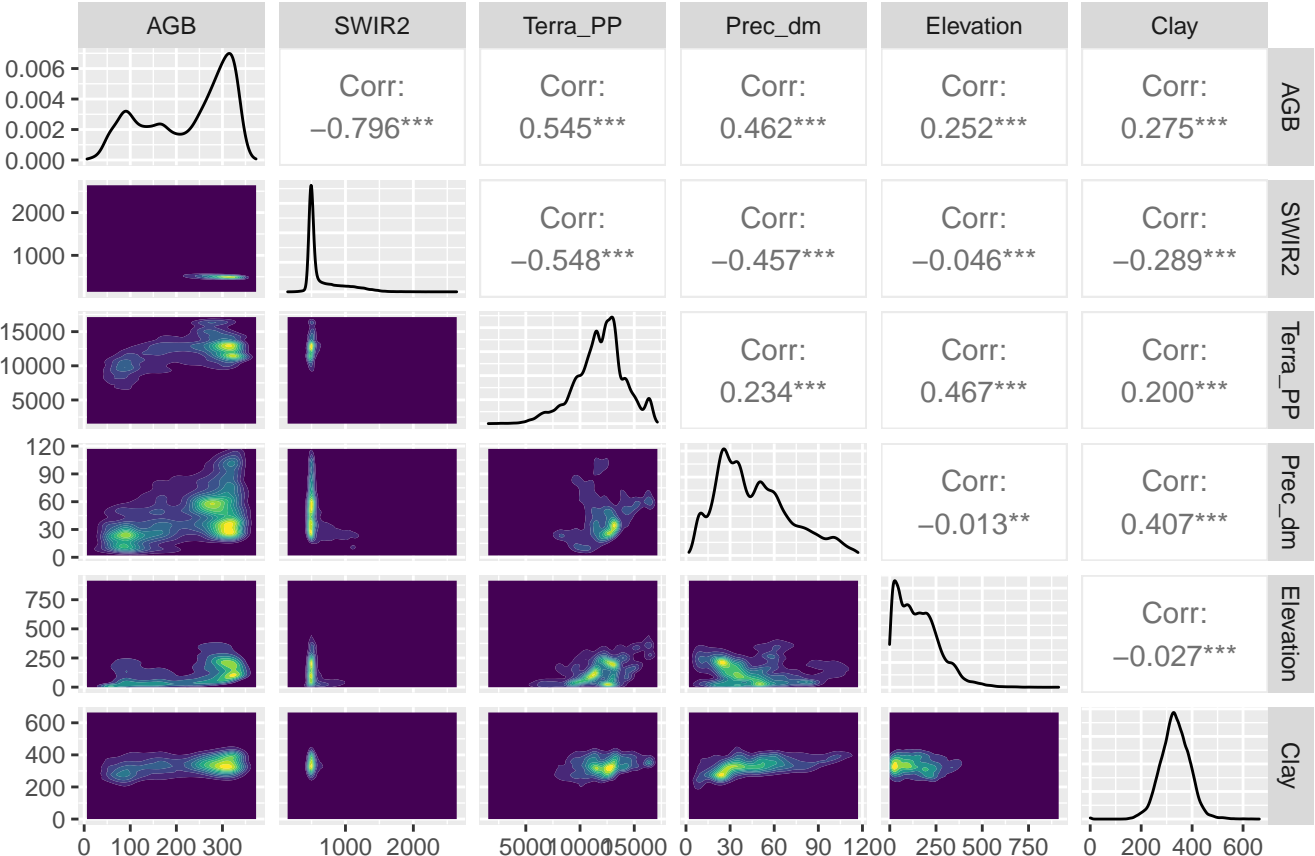 AGB SWIR2 Terra_PP Prec_dm Elevation Clay
0.006
0.004
0.002
0.000
Corr:
−0.796***
Corr:
0.545***
Corr:
0.462***
Corr:
0.252***
Corr:
0.275***
AGB
2000
1000
Corr:
−0.548***
Corr:
−0.457***
Corr:
−0.046***
Corr:
−0.289***
SWIR2
15000
10000
5000
Corr:
0.234***
Corr:
0.467***
Corr:
0.200***
Terra_PP
120
90
60
30
0
Corr:
−0.013**
Corr:
0.407***
Prec_dm
750
500
250
0
Corr:
−0.027***
Elevation
600
400
200
0
Clay
0 100 200 300 1000 2000 5000 10000 15000 0 30 60 90 120 0 250 500 750 0 200 400 600